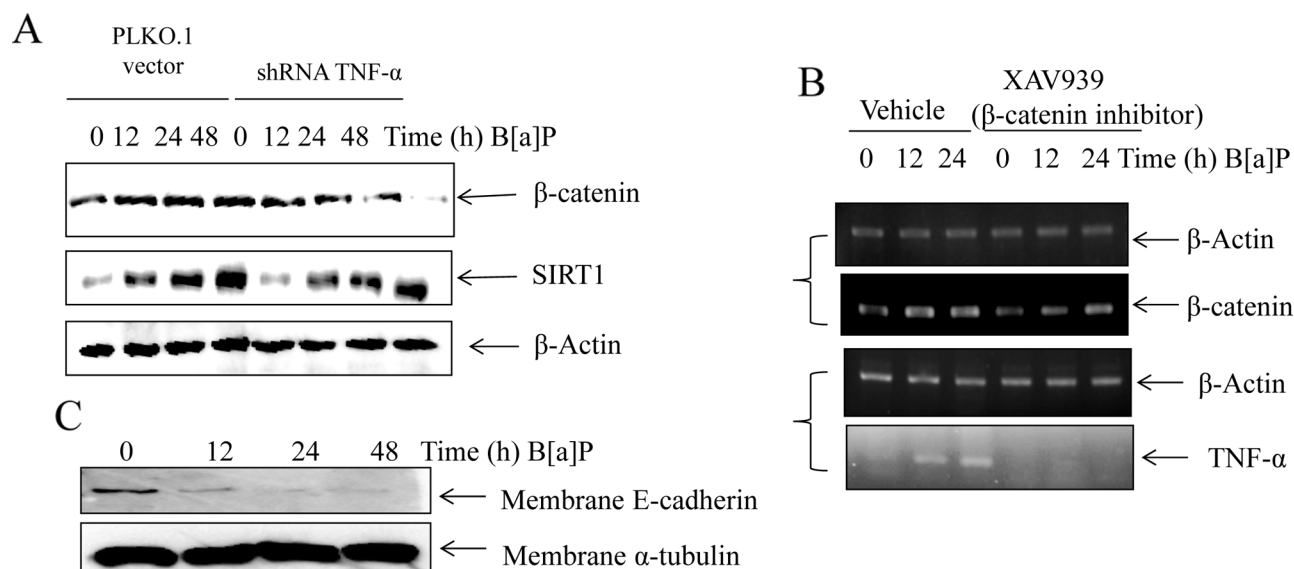 A
PLKO.1
vector
shRNA TNF-α
0 12 24 48 0 12 24 48 Time (h) B[a]P
β-catenin
SIRT1
β-Actin
B
Vehicle
XAV939
(β-catenin inhibitor)
0 12 24 0 12 24 Time (h) B[a]P
β-Actin
β-catenin
β-Actin
TNF-α
C
0 12 24 48 Time (h) B[a]P
Membrane E-cadherin
Membrane α-tubulin